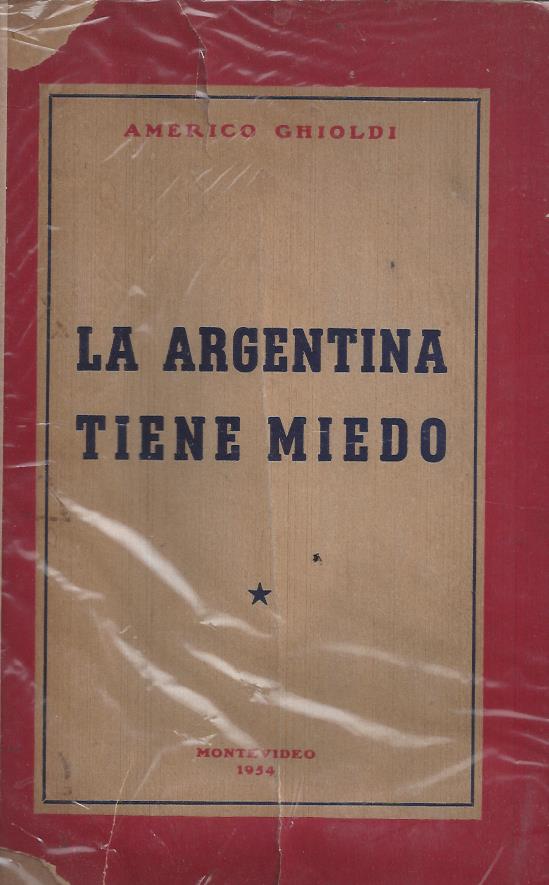 AMERICO GHIOLDI
LA ARGENTINA
TIENE MIEDO
MONTEVIDEO
1954